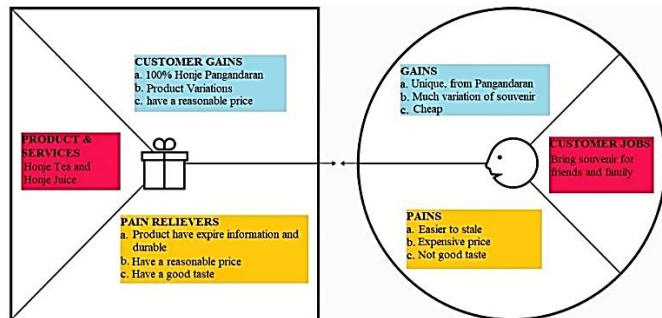 CUSTOMER GAINS
a. 100% Honje Pangandaran
b. Product Variations
c. have a reasonable price
PRODUCT &
SERVICES
Honje Tea and
Honje Juice
PAIN RELIEVERS
a. Product have expire information and
durable
b. Have a reasonable price
c. Have a good taste
GAINS
a. Unique, from Pangandaran
b. Much variation of souvenir
c. Cheap
CUSTOMER JOBS
Bring souvenir for
friends and family
PAINS
a. Easier to stale
b. Expensive price
c. Not good taste